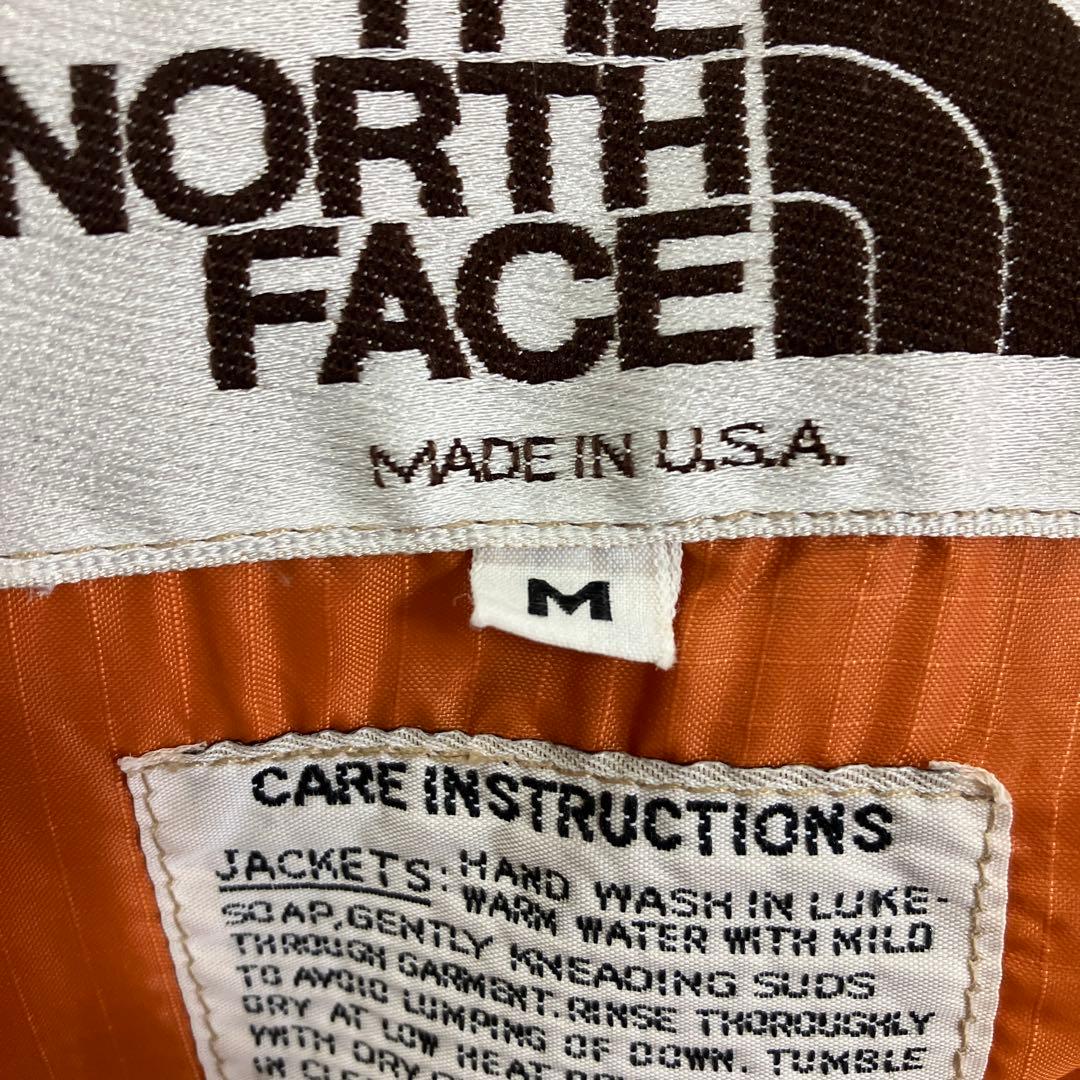 THE
NORTH
FACE
MADE IN U.S.A.
M
CARE INSTRUCTIONS
JACKETS: HAND WASH IN LUKE-
WARM WATER WITH MILD
SOAP, GENTLY KNEADING SUDS
THROUGH GARMENT. RINSE THOROUGHLY
TO AVOID LUMPING OF DOWN. TUMBLE
DRY AT LOW HEAT
WITH DRY
IN